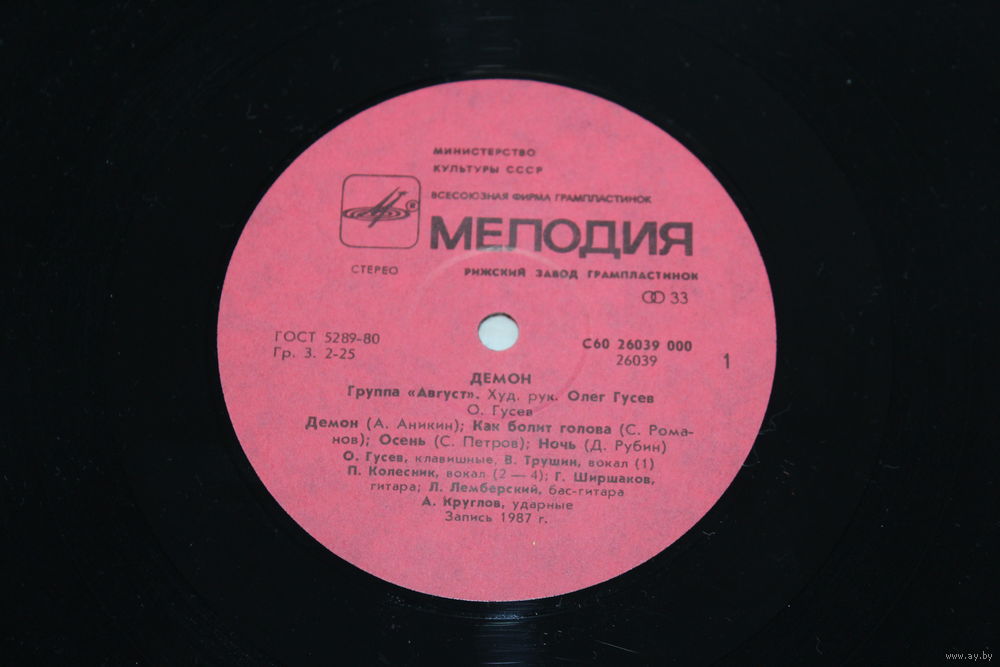 МИНИСТЕРСТВО
КУЛЬТУРЫ СССР
ВСЕСОЮЗНАЯ ФИРМА ГРАМПЛАСТИНОК
®
МЕЛОДИЯ
СТЕРЕО
РИЖСКИЙ ЗАВОД ГРАМПЛАСТИНОК
33
ГОСТ 5289-80
Гр. 3. 2-25
С60 26039 000
26039
1
ДЕМОН
Группа «Август». Худ. рук. Олег Гусев
О. Гусев
Демон (А. Аникин); Как болит голова (С. Рома-
нов); Осень (С. Петров); Ночь (Д. Рубин)
О. Гусев, клавишные, В. Трушин, вокал (1)
П. Колесник, вокал (2 — 4); Г. Ширшаков,
гитара; Л. Лемберский, бас-гитара
А. Круглов, ударные
Запись 1987 г.
www.ay.by